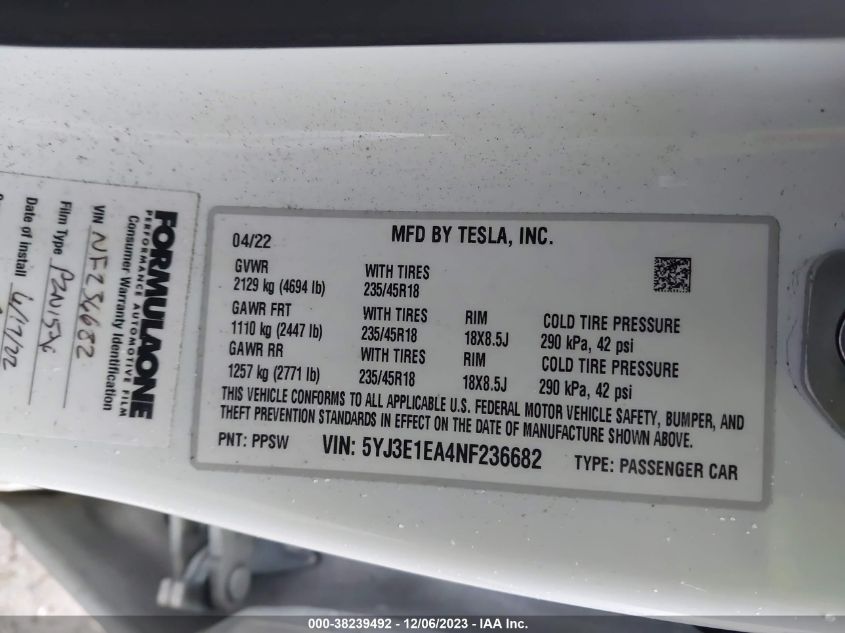 FORMULAONE
PERFORMANCE AUTOMOTIVE FILM
Consumer Warranty Identification
VIN NF236682
Film Type
Date of Install 6/7/22
04/22
MFD BY TESLA, INC.
GVWR
2129 kg (4694 lb)
WITH TIRES
235/45R18
GAWR FRT
1110 kg (2447 lb)
WITH TIRES
235/45R18
RIM
18X8.5J
COLD TIRE PRESSURE
290 kPa, 42 psi
GAWR RR
1257 kg (2771 lb)
WITH TIRES
235/45R18
RIM
18X8.5J
COLD TIRE PRESSURE
290 kPa, 42 psi
THIS VEHICLE CONFORMS TO ALL APPLICABLE U.S. FEDERAL MOTOR VEHICLE SAFETY, BUMPER, AND
THEFT PREVENTION STANDARDS IN EFFECT ON THE DATE OF MANUFACTURE SHOWN ABOVE.
PNT: PPSW
VIN: 5YJ3E1EA4NF236682
TYPE: PASSENGER CAR
000-38239492 - 12/06/2023 - IAA Inc.